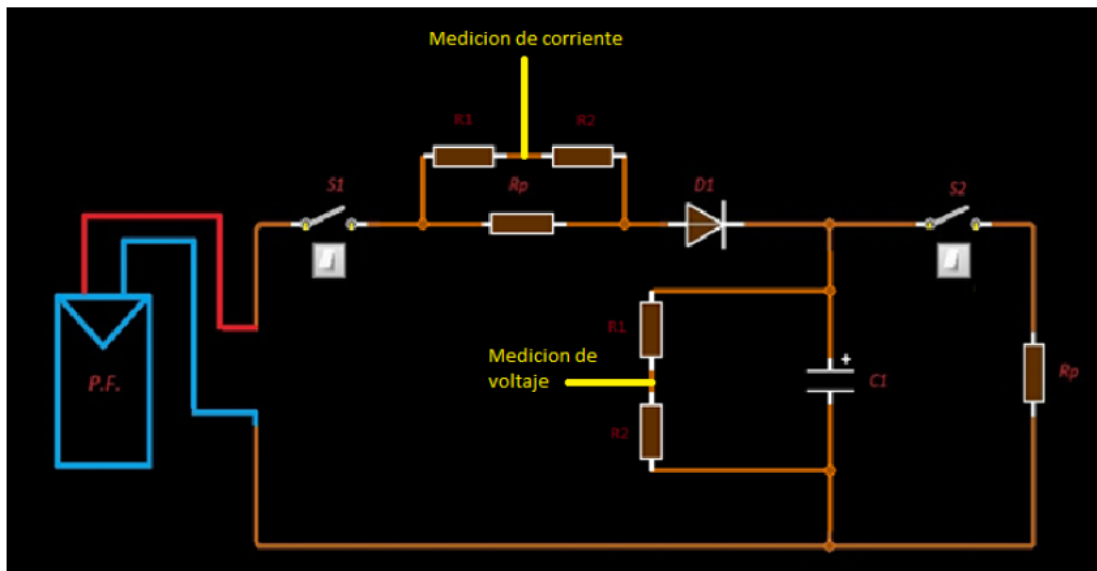 Medicion de corriente
R1
R2
S1
Rp
D1
S2
P.F.
R1
Medicion de
voltaje
+
C1
Rp
R2